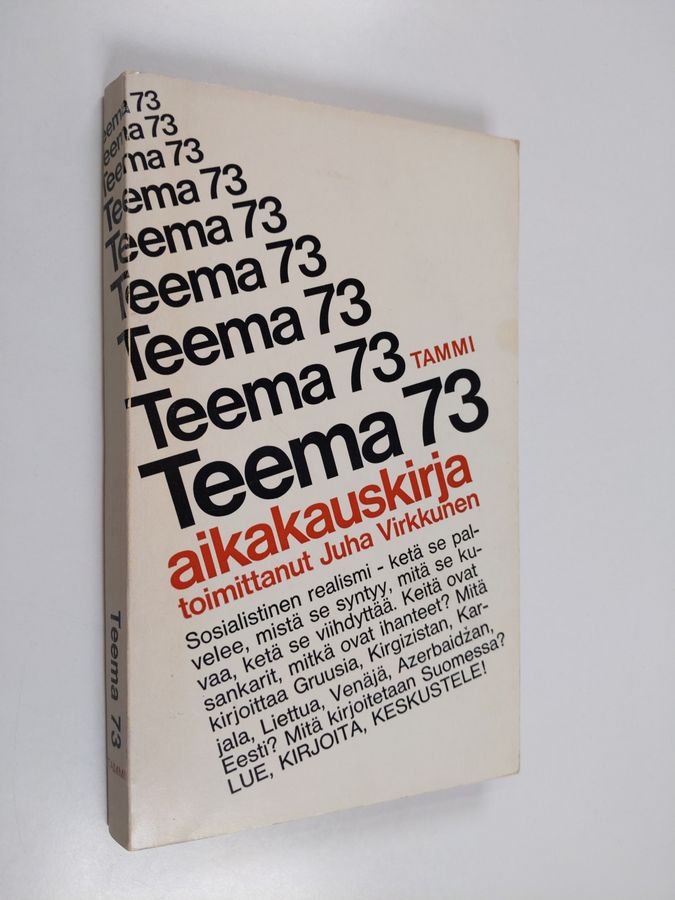 Teema 73
Teema 73
Teema 73
Teema 73
Teema 73
Teema 73
Teema 73
Teema 73
TAMMI
Teema 73
aikakauskirja
toimittanut Juha Virkkunen
Sosialistinen realismi - ketä se pal-
velee, mistä se syntyy, mitä se ku-
vaa, ketä se viihdyttää. Keitä ovat
sankarit, mitkä ovat ihanteet? Mitä
kirjoittaa Gruusia, Kirgizistan, Kar-
jala, Liettua, Venäjä, Azerbaidžan,
Eesti? Mitä kirjoitetaan Suomessa?
LUE, KIRJOITA, KESKUSTELE!
Teema 73
TAMMI